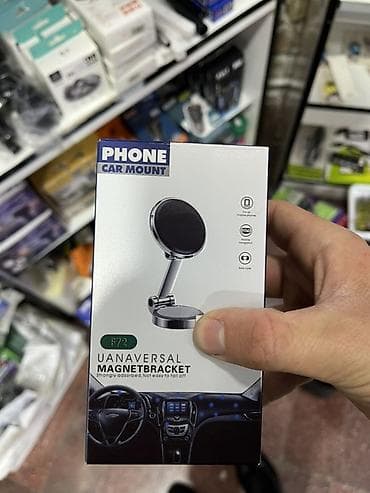 PHONE
CAR MOUNT
F72
UANAVERSAL
MAGNETBRACKET
Strongly adsorbed, Not easy to fall off